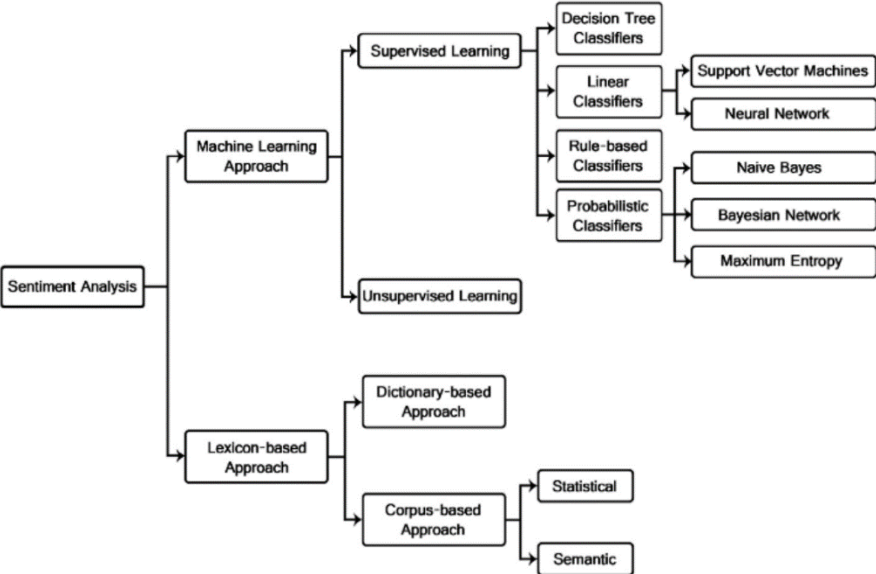 Decision Tree
Classifiers
Supervised Learning
Linear
Classifiers
Support Vector Machines
Neural Network
Machine Learning
Approach
Rule-based
Classifiers
Naive Bayes
Probabilistic
Classifiers
Bayesian Network
Maximum Entropy
Sentiment Analysis
Unsupervised Learning
Dictionary-based
Approach
Lexicon-based
Approach
Corpus-based
Approach
Statistical
Semantic